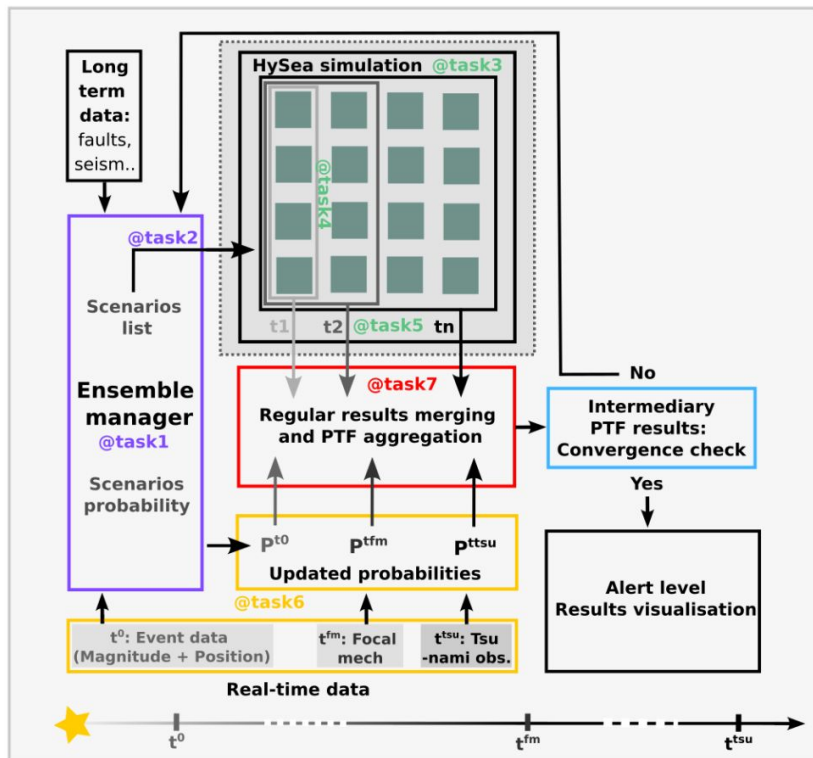 Long
term
data:
faults,
seism..
HySea simulation @task3
@task4
t1
t2 @task5 tn
@task2
Scenarios
list
Ensemble
manager
@task1
Scenarios
probability
@task7
Regular results merging
and PTF aggregation
No
Intermediary
PTF results:
Convergence check
Yes
Alert level
Results visualisation
P^t0 P^tfm P^ttsu
Updated probabilities
@task6
t^0: Event data
(Magnitude + Position)
t^fm: Focal
mech
t^tsu: Tsu
-nami obs.
Real-time data
t^0 t^fm t^tsu